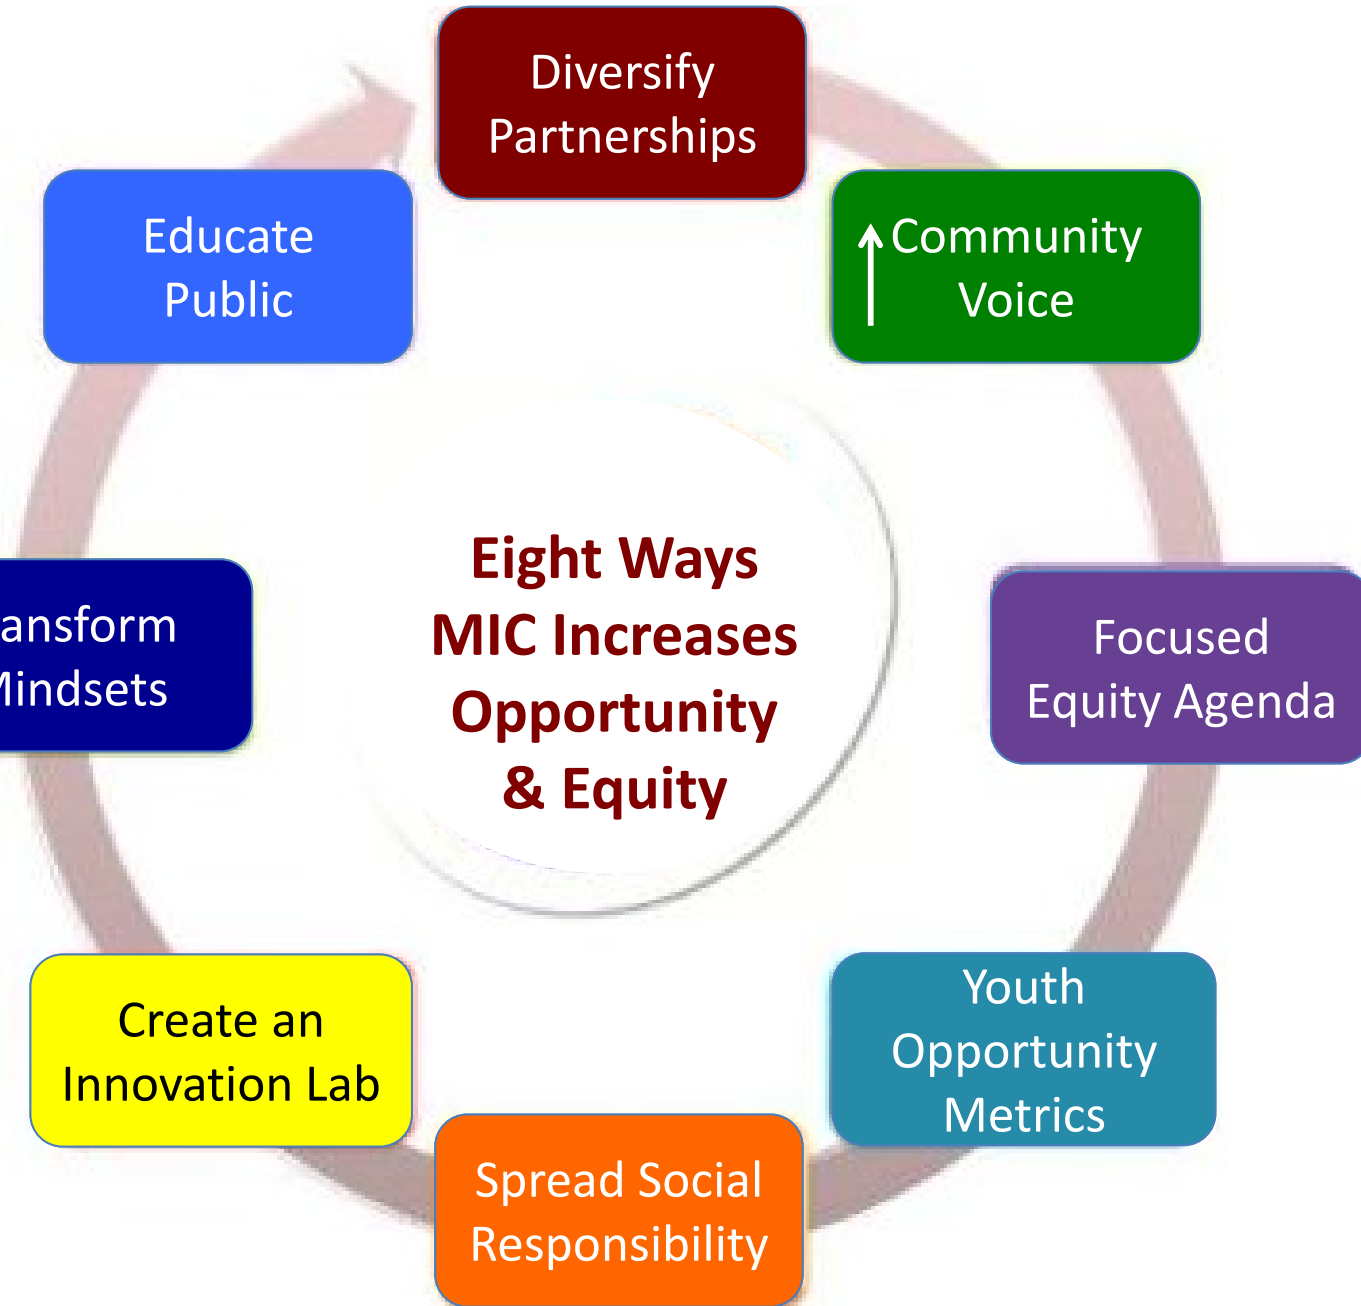 Diversify
Partnerships
Community
Voice
Focused
Equity Agenda
Youth
Opportunity
Metrics
Spread Social
Responsibility
Create an
Innovation Lab
ansform
Mindsets
Educate
Public
Eight Ways
MIC Increases
Opportunity
& Equity